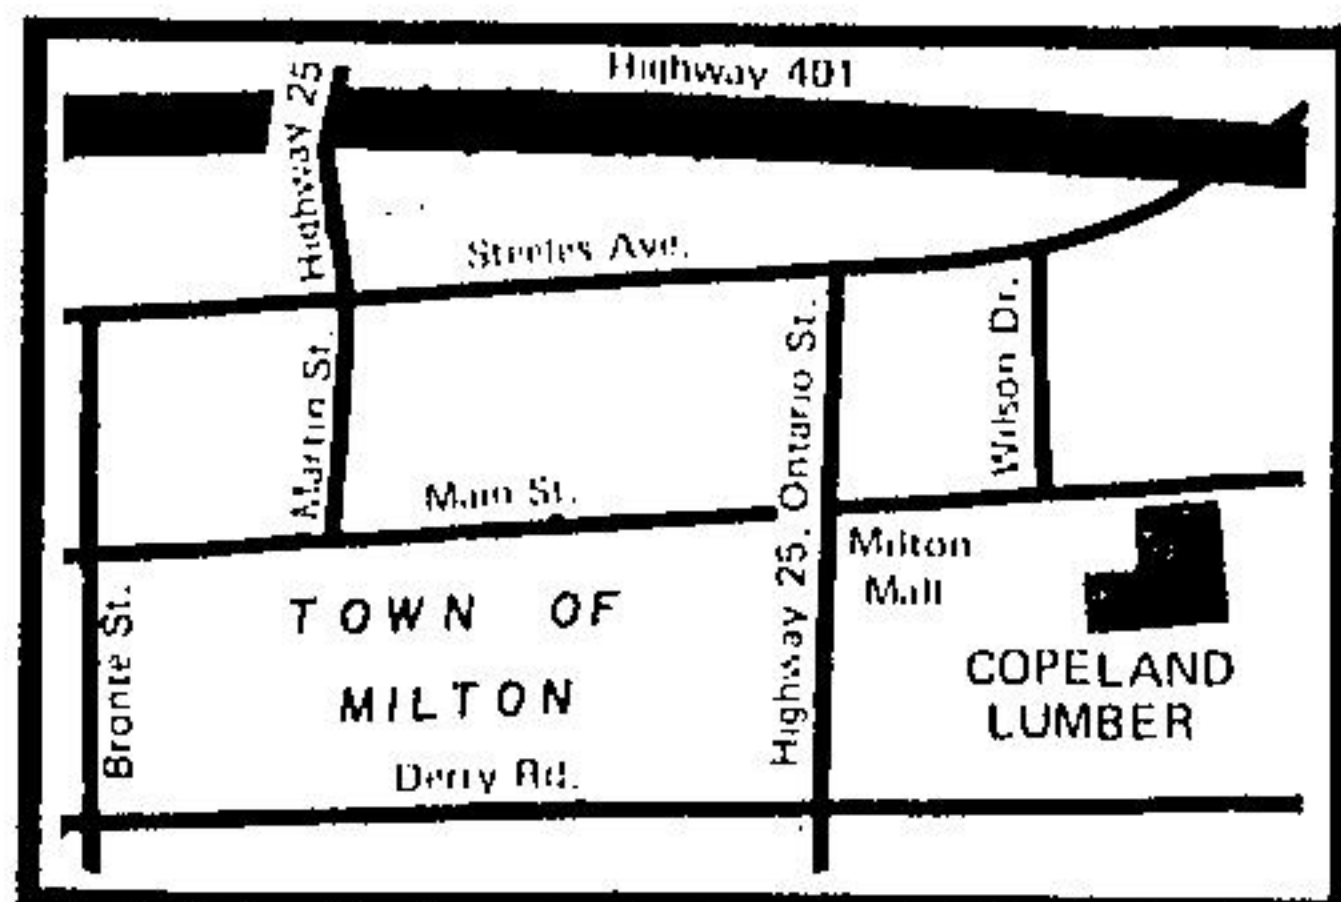 Highway 401
Highway 25
Steeles Ave.
Martin St.
Highway 25, Ontario St.
Wilson Dr.
Main St.
Milton
Mall
Bronte St.
TOWN OF
MILTON
COPELAND
LUMBER
Derry Rd.